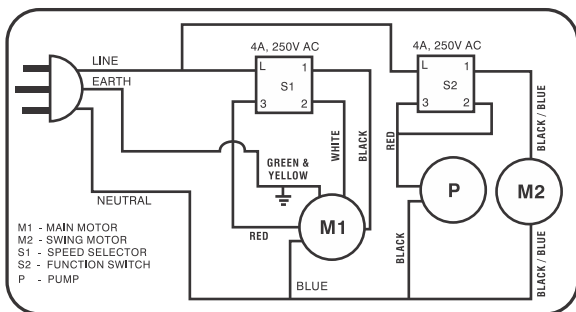 4A, 250V AC
4A, 250V AC
LINE
EARTH
L
1
S1
3
2
L
1
S2
3
2
WHITE
BLACK
RED
BLACK / BLUE
GREEN &
YELLOW
NEUTRAL
RED
M1
P
M2
BLACK
BLACK / BLUE
BLUE
M1 - MAIN MOTOR
M2 - SWING MOTOR
S1 - SPEED SELECTOR
S2 - FUNCTION SWITCH
P - PUMP